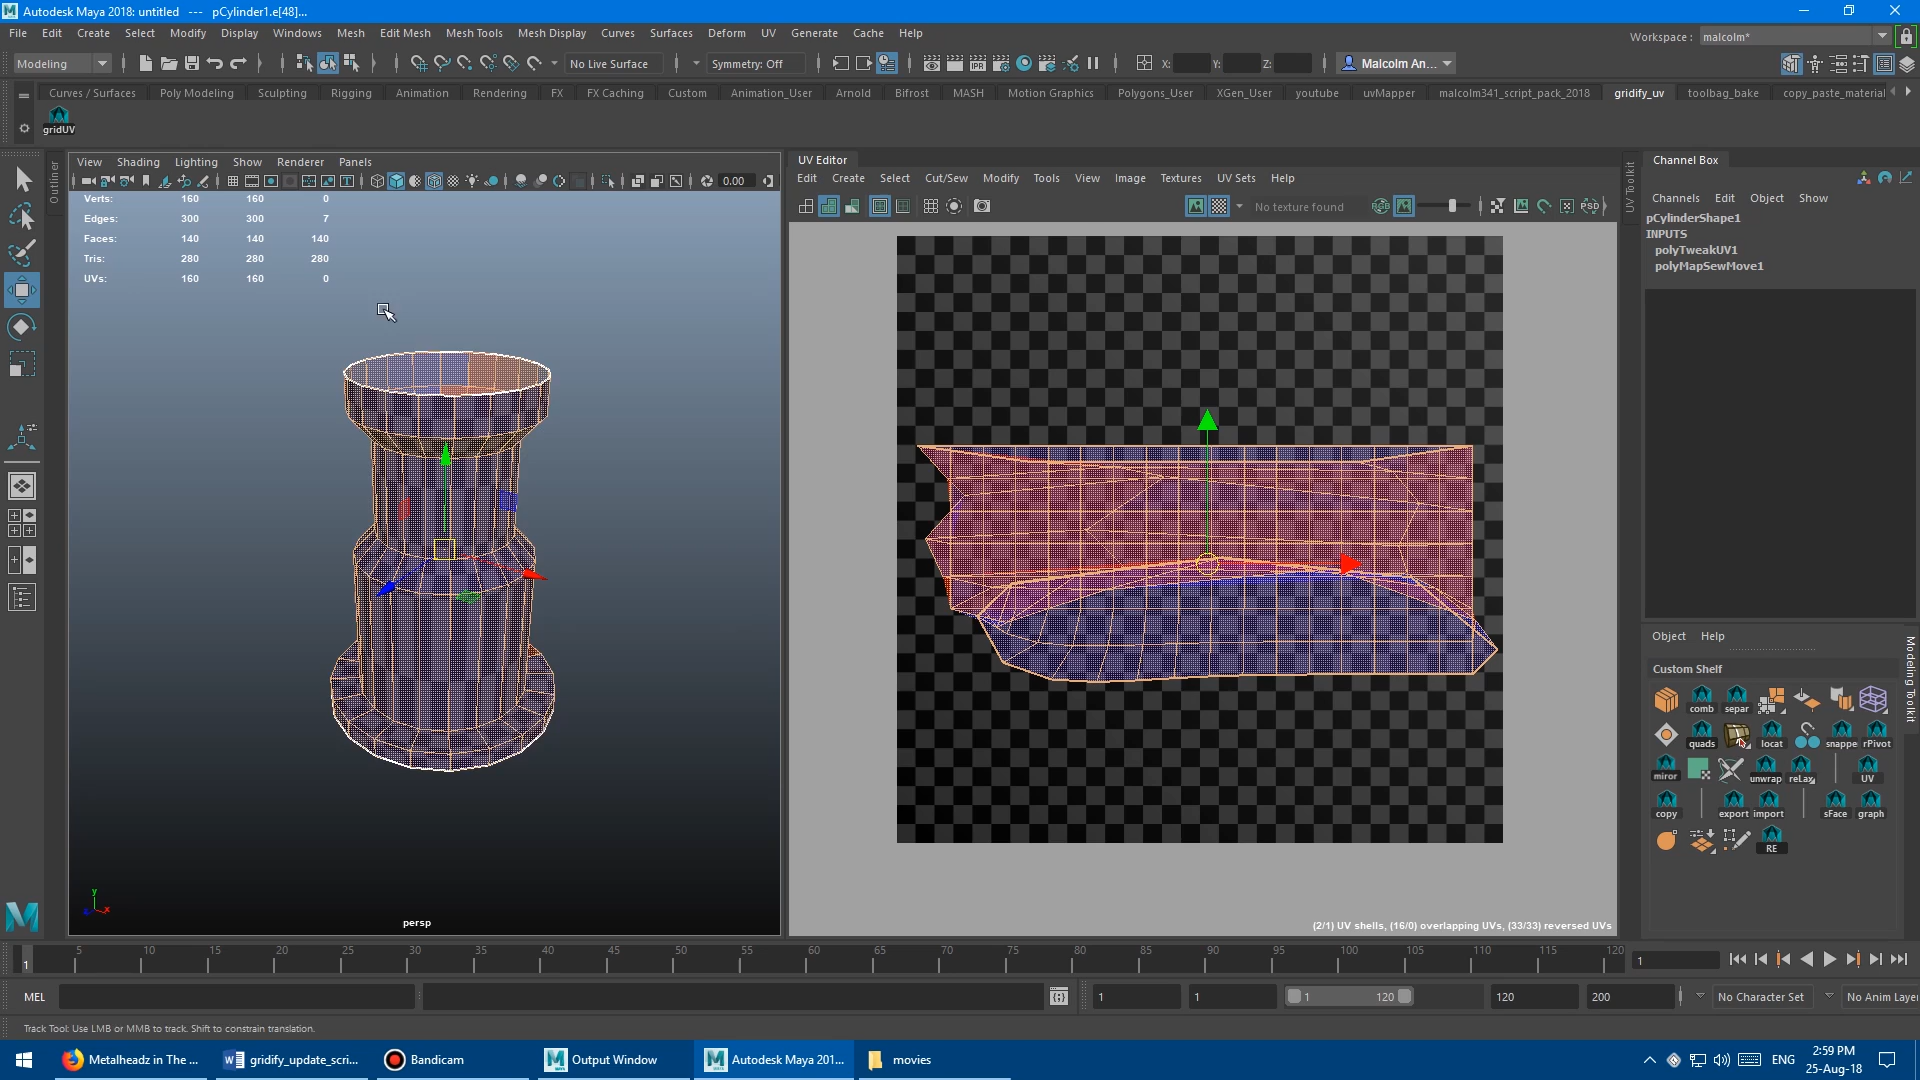 Autodesk Maya 2018: untitled --- pCylinder1.e[48]...
File Edit Create Select Modify Display Windows Mesh Edit Mesh Mesh Tools Mesh Display Curves Surfaces Deform UV Generate Cache Help
Workspace : malcolm*
Modeling No Live Surface Symmetry: Off X: Y: Z: Malcolm An...
Curves / Surfaces Poly Modeling Sculpting Rigging Animation Rendering FX FX Caching Custom Animation_User Arnold Bifrost MASH Motion Graphics Polygons_User XGen_User youtube uvMapper malcolm341_script_pack_2018 gridify_uv toolbag_bake copy_paste_material
gridUV
Outliner
View Shading Lighting Show Renderer Panels
0.00
Verts: 160 160 0
Edges: 300 300 7
Faces: 140 140 140
Tris: 280 280 280
UVs: 160 160 0
persp
y
x
UV Editor
Edit Create Select Cut/Sew Modify Tools View Image Textures UV Sets Help
No texture found
RGB
PSD
(2/1) UV shells, (16/0) overlapping UVs, (33/33) reversed UVs
UV Toolkit
Channel Box
Channels Edit Object Show
pCylinderShape1
INPUTS
polyTweakUV1
polyMapSewMove1
Object Help
Modeling Toolkit
Custom Shelf
comb separ
quads locat snappe rPivot
miror unwrap reLax UV
copy export import sFace graph
RE
5 10 15 20 25 30 35 40 45 50 55 60 65 70 75 80 85 90 95 100 105 110 115 120
1
1
MEL
1 1 1 120 120 200 No Character Set No Anim Layer
Track Tool: Use LMB or MMB to track. Shift to constrain translation.
Metalheadz in The ... gridify_update_scri... Bandicam Output Window Autodesk Maya 201... movies
ENG
2:59 PM
25-Aug-18